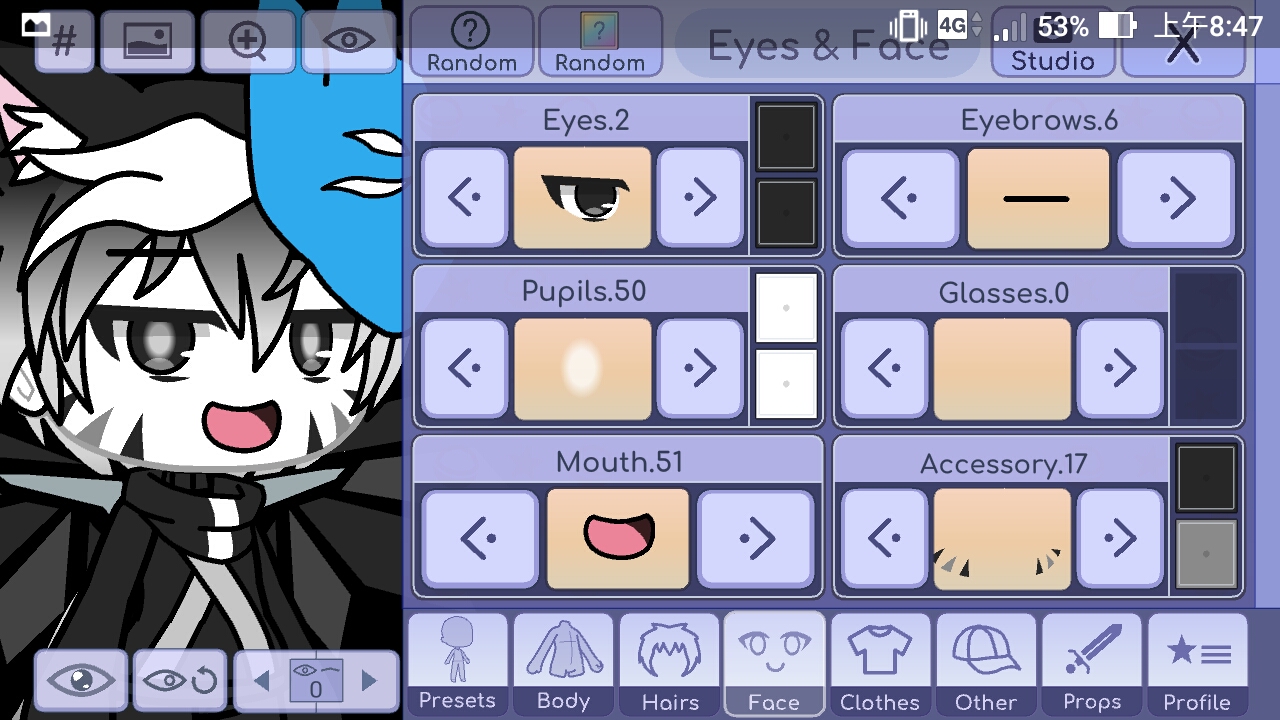 #
4G 53% 上午8:47
? Random
? Random
Eyes & Face
Studio
X
Eyes.2
Eyebrows.6
Pupils.50
Glasses.0
Mouth.51
Accessory.17
0
Presets
Body
Hairs
Face
Clothes
Other
Props
Profile